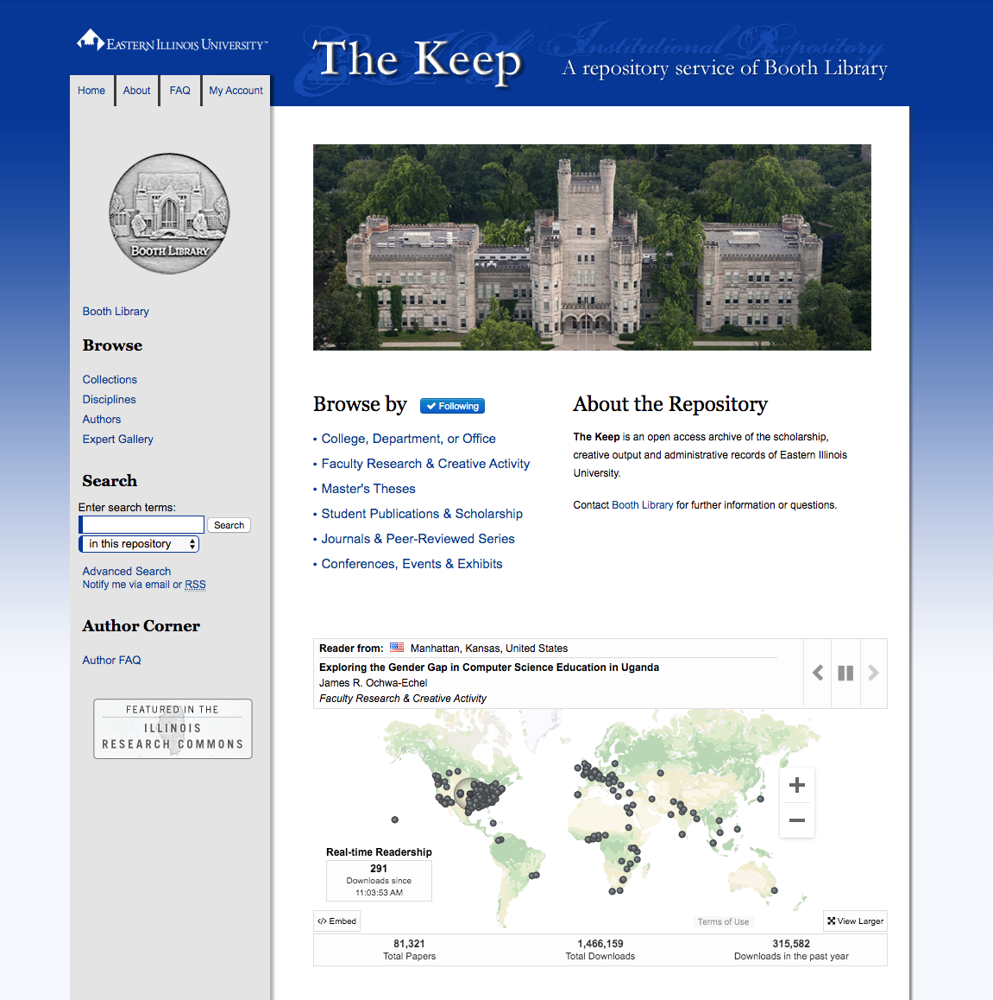 EASTERN ILLINOIS UNIVERSITY™
The Keep
Institutional Repository
A repository service of Booth Library
Home
About
FAQ
My Account
BOOTH LIBRARY
Booth Library
Browse
Collections
Disciplines
Authors
Expert Gallery
Search
Enter search terms:
Search
in this repository
Advanced Search
Notify me via email or RSS
Author Corner
Author FAQ
FEATURED IN THE
ILLINOIS
RESEARCH COMMONS
Browse by
Following
• College, Department, or Office
• Faculty Research & Creative Activity
• Master's Theses
• Student Publications & Scholarship
• Journals & Peer-Reviewed Series
• Conferences, Events & Exhibits
About the Repository
The Keep is an open access archive of the scholarship,
creative output and administrative records of Eastern Illinois
University.
Contact Booth Library for further information or questions.
Reader from: Manhattan, Kansas, United States
Exploring the Gender Gap in Computer Science Education in Uganda
James R. Ochwa-Echel
Faculty Research & Creative Activity
+
−
Real-time Readership
291
Downloads since
11:03:53 AM
</> Embed
Terms of Use
View Larger
81,321
Total Papers
1,466,159
Total Downloads
315,582
Downloads in the past year